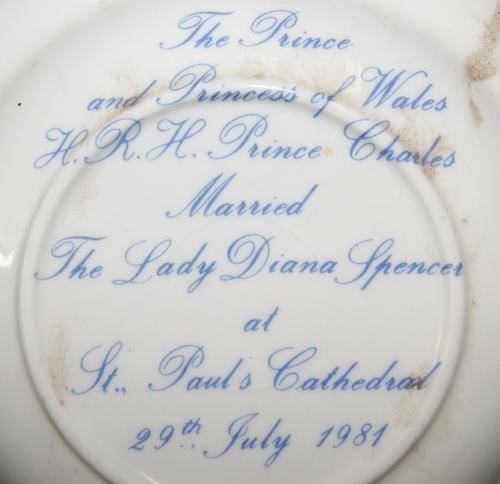 The Prince
and Princess of Wales
H.R.H. Prince Charles
Married
The Lady Diana Spencer
at
St., Paul's Cathedral
29th. July 1981